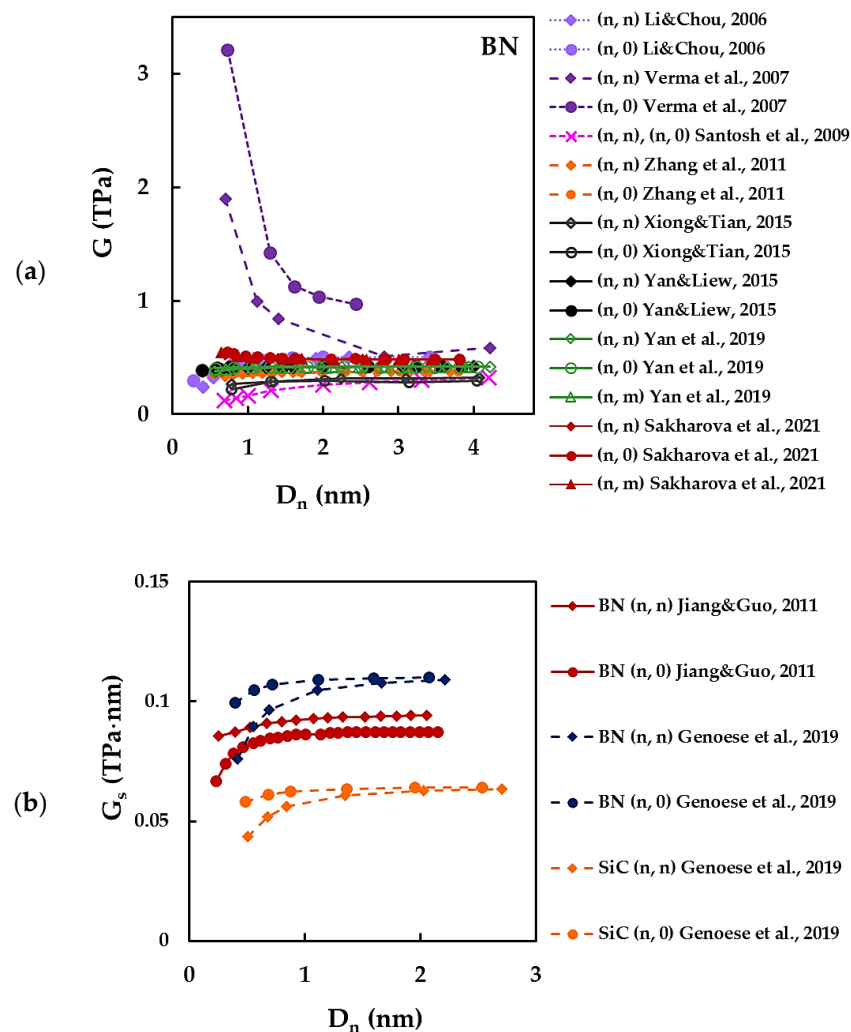 BN
3
2
1
0
0 1 2 3 4
G (TPa)
D_n (nm)
(a)
(n, n) Li&Chou, 2006
(n, 0) Li&Chou, 2006
(n, n) Verma et al., 2007
(n, 0) Verma et al., 2007
(n, n), (n, 0) Santosh et al., 2009
(n, n) Zhang et al., 2011
(n, 0) Zhang et al., 2011
(n, n) Xiong&Tian, 2015
(n, 0) Xiong&Tian, 2015
(n, n) Yan&Liew, 2015
(n, 0) Yan&Liew, 2015
(n, n) Yan et al., 2019
(n, 0) Yan et al., 2019
(n, m) Yan et al., 2019
(n, n) Sakharova et al., 2021
(n, 0) Sakharova et al., 2021
(n, m) Sakharova et al., 2021
0.15
0.1
0.05
0
0 1 2 3
G_s (TPa·nm)
D_n (nm)
(b)
BN (n, n) Jiang&Guo, 2011
BN (n, 0) Jiang&Guo, 2011
BN (n, n) Genoese et al., 2019
BN (n, 0) Genoese et al., 2019
SiC (n, n) Genoese et al., 2019
SiC (n, 0) Genoese et al., 2019